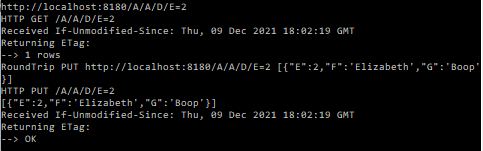 http://localhost:8180/A/A/D/E=2
HTTP GET /A/A/D/E=2
Received If-Unmodified-Since: Thu, 09 Dec 2021 18:02:19 GMT
Returning ETag:
--> 1 rows
RoundTrip PUT http://localhost:8180/A/A/D/E=2 [{"E":2,"F":'Elizabeth',"G":'Boop'
}]
HTTP PUT /A/A/D/E=2
[{"E":2,"F":'Elizabeth',"G":'Boop'}]
Received If-Unmodified-Since: Thu, 09 Dec 2021 18:02:19 GMT
Returning ETag:
--> OK